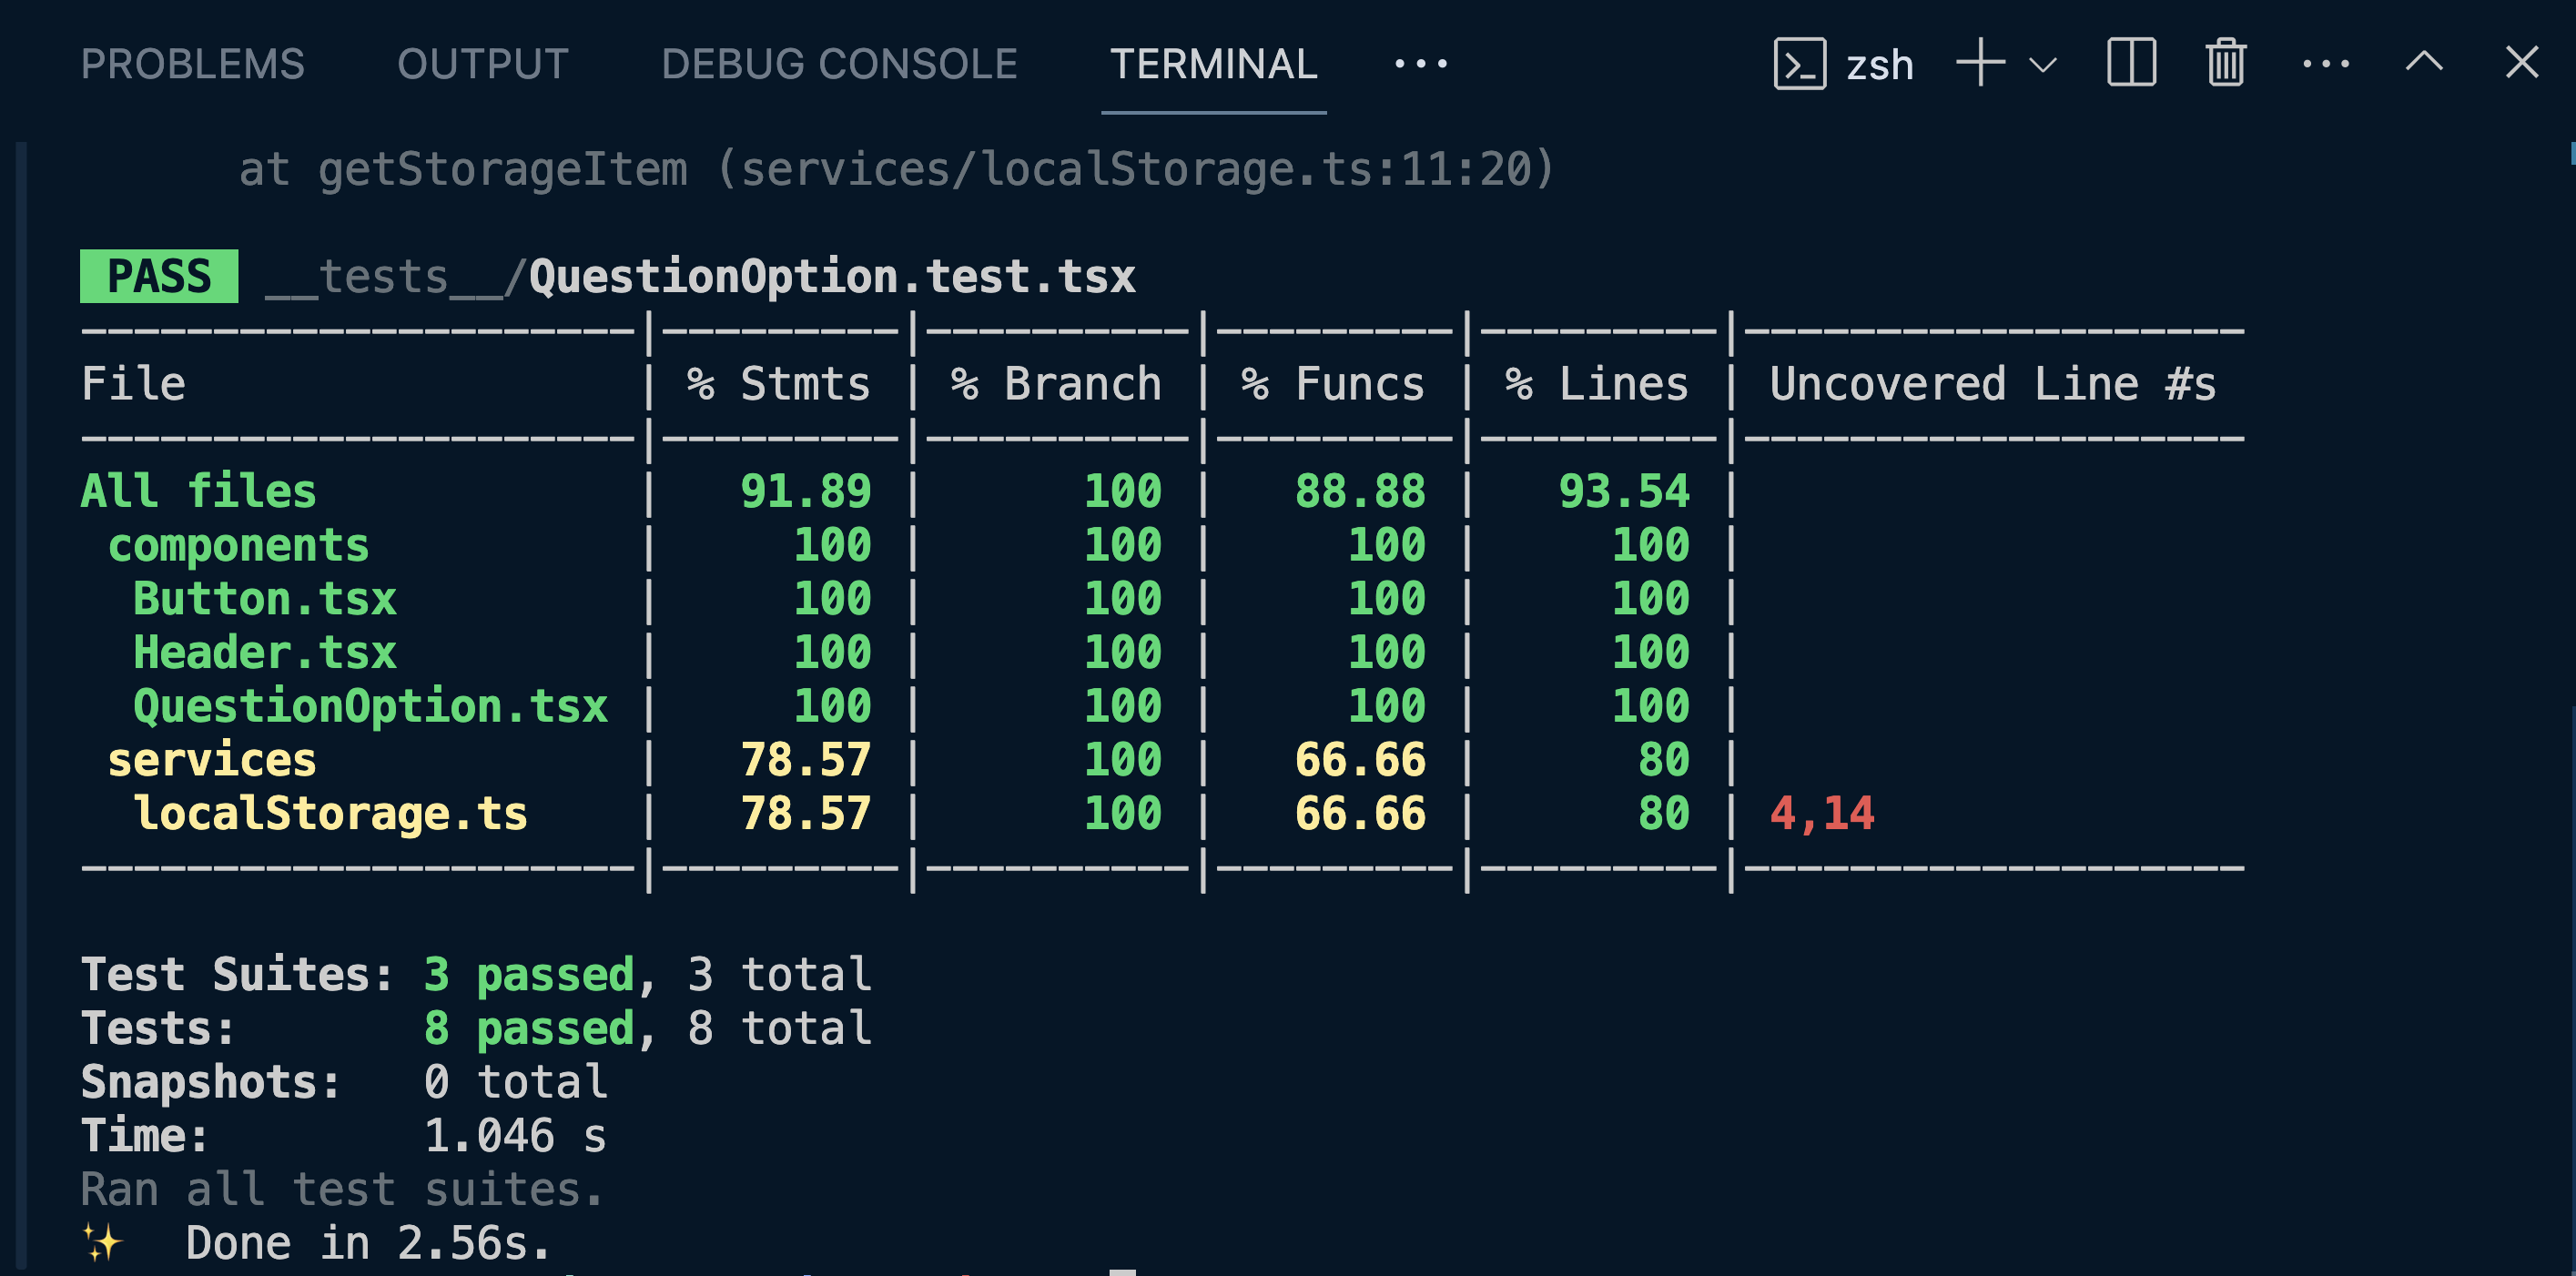 PROBLEMS OUTPUT DEBUG CONSOLE TERMINAL ··· zsh
at getStorageItem (services/localStorage.ts:11:20)
PASS __tests__/QuestionOption.test.tsx
----------------------|---------|----------|---------|---------|-------------------
File | % Stmts | % Branch | % Funcs | % Lines | Uncovered Line #s
----------------------|---------|----------|---------|---------|-------------------
All files | 91.89 | 100 | 88.88 | 93.54 |
components | 100 | 100 | 100 | 100 |
Button.tsx | 100 | 100 | 100 | 100 |
Header.tsx | 100 | 100 | 100 | 100 |
QuestionOption.tsx | 100 | 100 | 100 | 100 |
services | 78.57 | 100 | 66.66 | 80 |
localStorage.ts | 78.57 | 100 | 66.66 | 80 | 4,14
----------------------|---------|----------|---------|---------|-------------------
Test Suites: 3 passed, 3 total
Tests: 8 passed, 8 total
Snapshots: 0 total
Time: 1.046 s
Ran all test suites.
✨ Done in 2.56s.